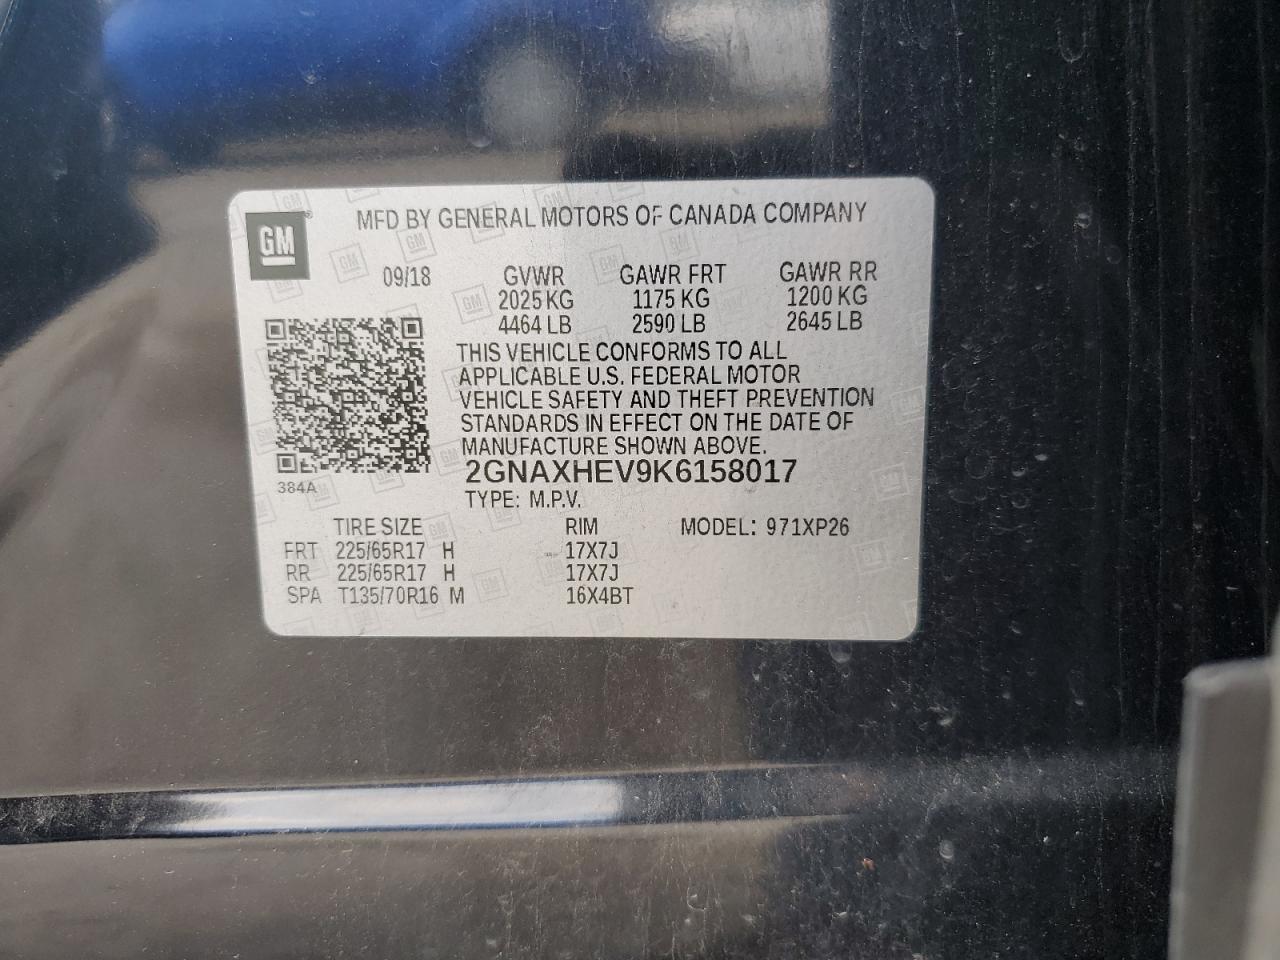 GM
MFD BY GENERAL MOTORS OF CANADA COMPANY
09/18 GVWR GAWR FRT GAWR RR
2025 KG 1175 KG 1200 KG
4464 LB 2590 LB 2645 LB
THIS VEHICLE CONFORMS TO ALL
APPLICABLE U.S. FEDERAL MOTOR
VEHICLE SAFETY AND THEFT PREVENTION
STANDARDS IN EFFECT ON THE DATE OF
MANUFACTURE SHOWN ABOVE.
2GNAXHEV9K6158017
384A
TYPE: M.P.V.
TIRE SIZE RIM MODEL: 971XP26
FRT 225/65R17 H 17X7J
RR 225/65R17 H 17X7J
SPA T135/70R16 M 16X4BT